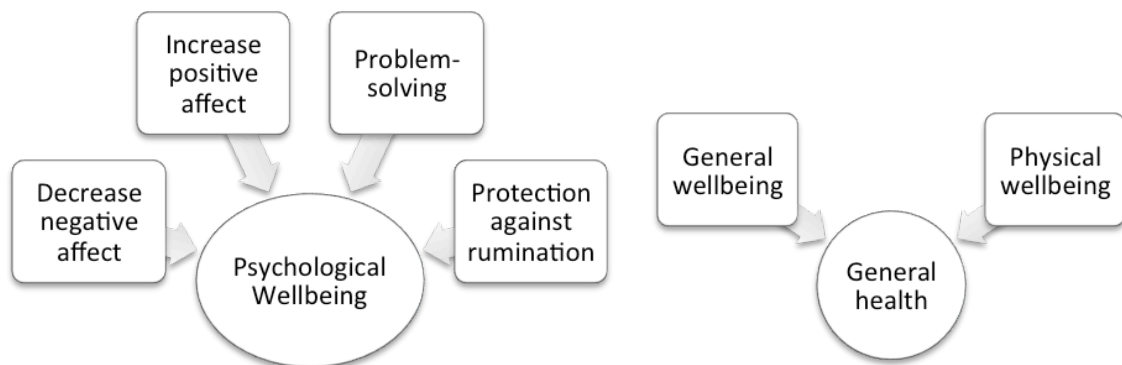 Increase
positive
affect
Problem-
solving
Decrease
negative
affect
Protection
against
rumination
Psychological
Wellbeing
General
wellbeing
Physical
wellbeing
General
health